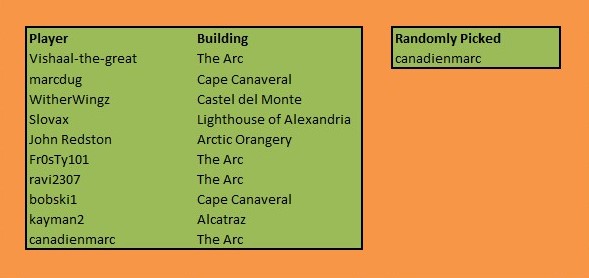 Player Building
Vishaal-the-great The Arc
marcdug Cape Canaveral
WitherWingz Castel del Monte
Slovax Lighthouse of Alexandria
John Redston Arctic Orangery
Fr0sTy101 The Arc
ravi2307 The Arc
bobski1 Cape Canaveral
kayman2 Alcatraz
canadienmarc The Arc
Randomly Picked
canadienmarc